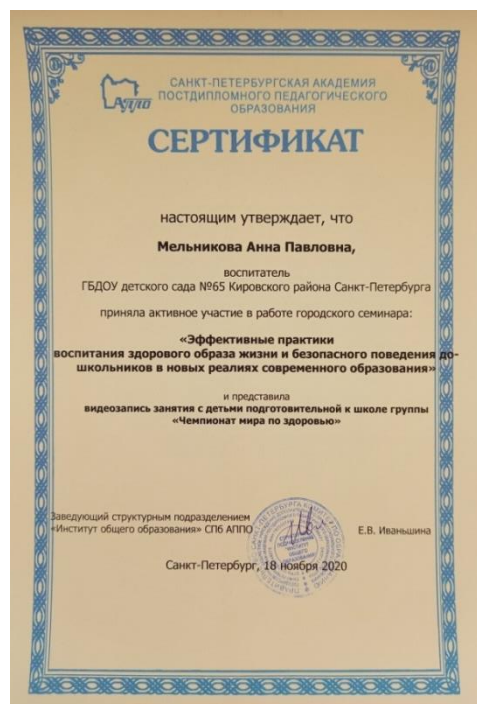 АППО
САНКТ-ПЕТЕРБУРГСКАЯ АКАДЕМИЯ
ПОСТДИПЛОМНОГО ПЕДАГОГИЧЕСКОГО
ОБРАЗОВАНИЯ
СЕРТИФИКАТ
настоящим утверждает, что
Мельникова Анна Павловна,
воспитатель
ГБДОУ детского сада №65 Кировского района Санкт-Петербурга
приняла активное участие в работе городского семинара:
«Эффективные практики
воспитания здорового образа жизни и безопасного поведения до-
школьников в новых реалиях современного образования»
и представила
видеозапись занятия с детьми подготовительной к школе группы
«Чемпионат мира по здоровью»
Заведующий структурным подразделением
«Институт общего образования» СПб АППО
Е.В. Иваньшина
Санкт-Петербург, 18 ноября 2020